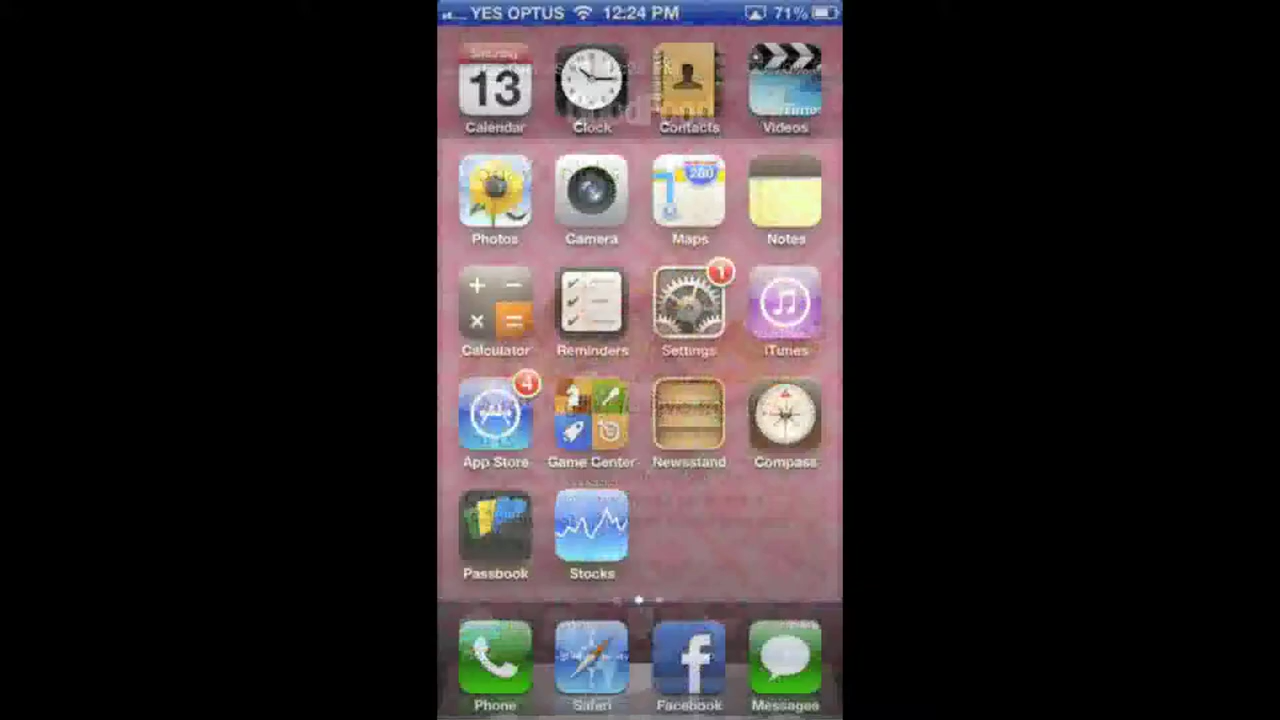 YES OPTUS 12:24 PM 71%
13
Calendar Clock Contacts Videos
280
Photos Camera Maps Notes
1
Calculator Reminders Settings iTunes
4
App Store Game Center Newsstand Compass
Passbook Stocks
Phone Safari Facebook Messages